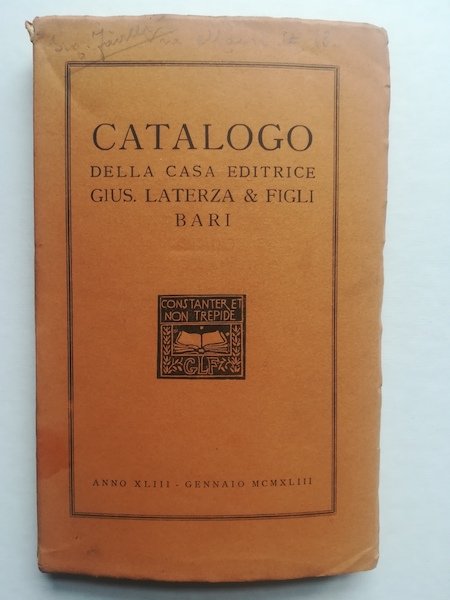 CATALOGO
DELLA CASA EDITRICE
GIUS. LATERZA & FIGLI
BARI
CONSTANTER ET
NON TREPIDE
GLF
ANNO XLIII - GENNAIO MCMXLIII